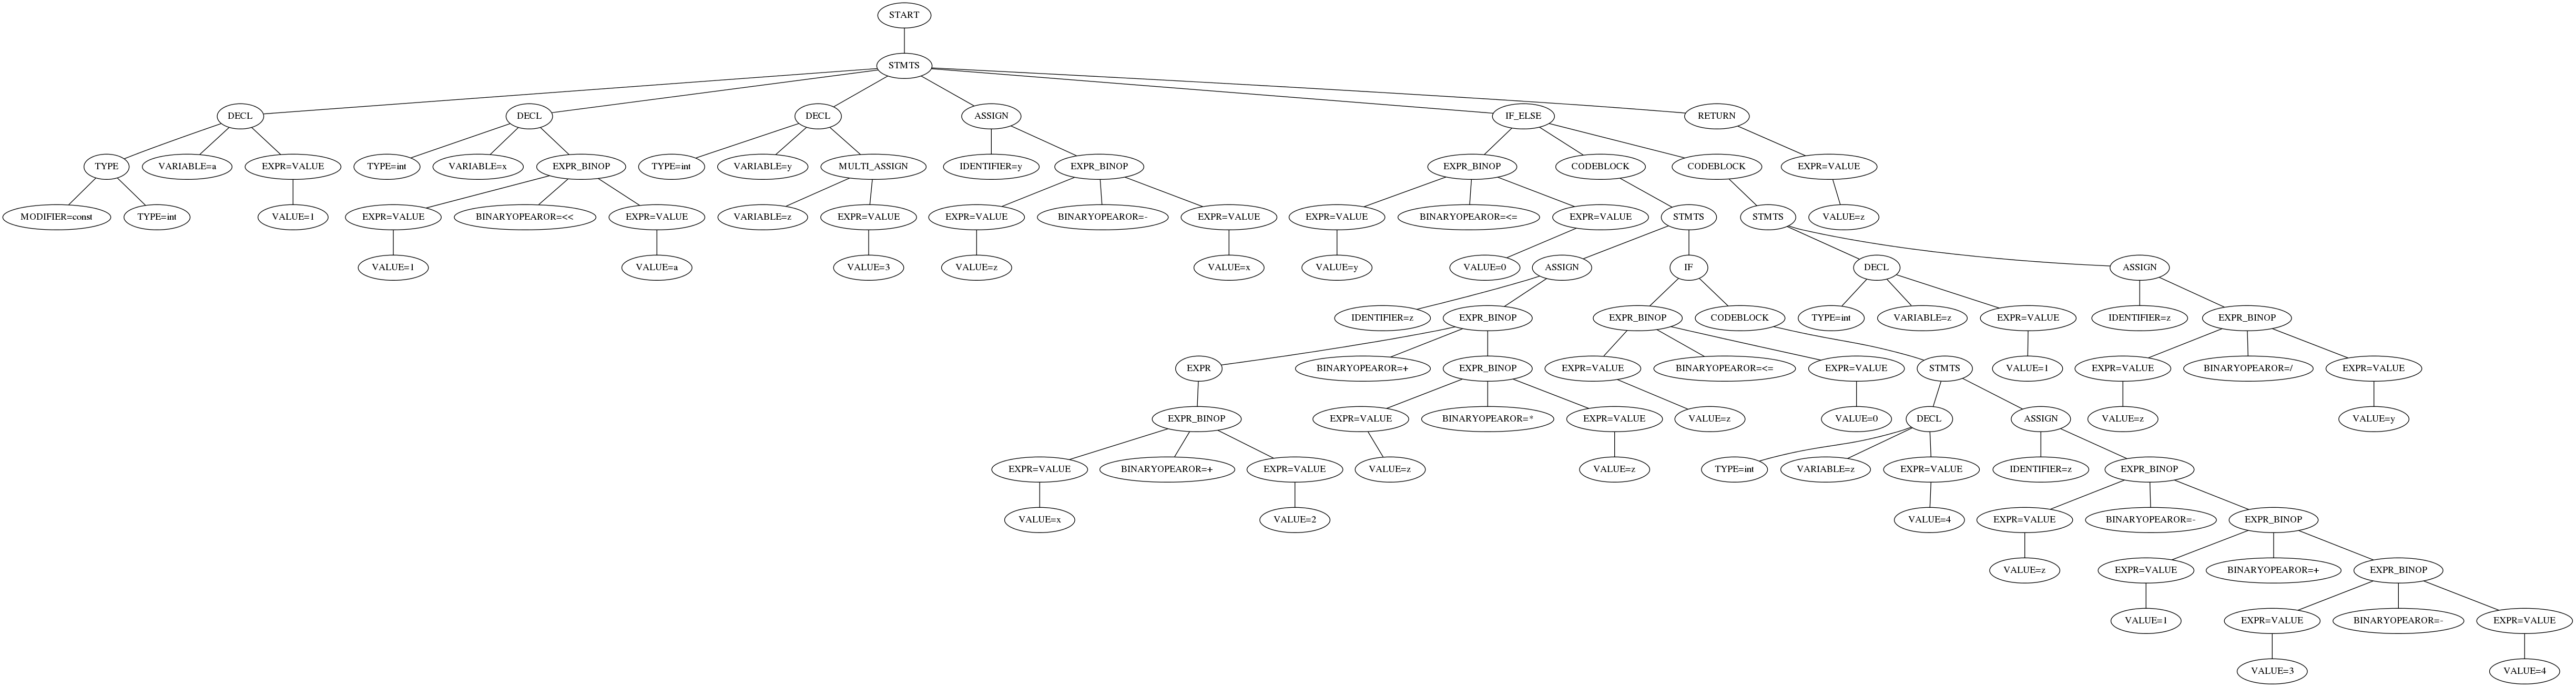 START
STMTS
DECL DECL DECL ASSIGN IF_ELSE RETURN
TYPE VARIABLE=a EXPR=VALUE TYPE=int VARIABLE=x EXPR_BINOP TYPE=int VARIABLE=y MULTI_ASSIGN IDENTIFIER=y EXPR_BINOP EXPR_BINOP CODEBLOCK CODEBLOCK EXPR=VALUE
MODIFIER=const TYPE=int VALUE=1 EXPR=VALUE BINARYOPEAROR=<< EXPR=VALUE VARIABLE=z EXPR=VALUE EXPR=VALUE BINARYOPEAROR=- EXPR=VALUE EXPR=VALUE BINARYOPEAROR=<= EXPR=VALUE STMTS STMTS VALUE=z
VALUE=1 VALUE=a VALUE=3 VALUE=z VALUE=x VALUE=y VALUE=0 ASSIGN IF DECL ASSIGN
IDENTIFIER=z EXPR_BINOP EXPR_BINOP CODEBLOCK TYPE=int VARIABLE=z EXPR=VALUE IDENTIFIER=z EXPR_BINOP
EXPR BINARYOPEAROR=+ EXPR_BINOP EXPR=VALUE BINARYOPEAROR=<= EXPR=VALUE STMTS VALUE=1 EXPR=VALUE BINARYOPEAROR=/ EXPR=VALUE
EXPR_BINOP EXPR=VALUE BINARYOPEAROR=* EXPR=VALUE VALUE=z VALUE=0 DECL ASSIGN VALUE=z VALUE=y
EXPR=VALUE BINARYOPEAROR=+ EXPR=VALUE VALUE=z VALUE=z TYPE=int VARIABLE=z EXPR=VALUE IDENTIFIER=z EXPR_BINOP
VALUE=x VALUE=2 VALUE=4 EXPR=VALUE BINARYOPEAROR=- EXPR_BINOP
VALUE=z EXPR=VALUE BINARYOPEAROR=+ EXPR_BINOP
VALUE=1 EXPR=VALUE BINARYOPEAROR=- EXPR=VALUE
VALUE=3 VALUE=4